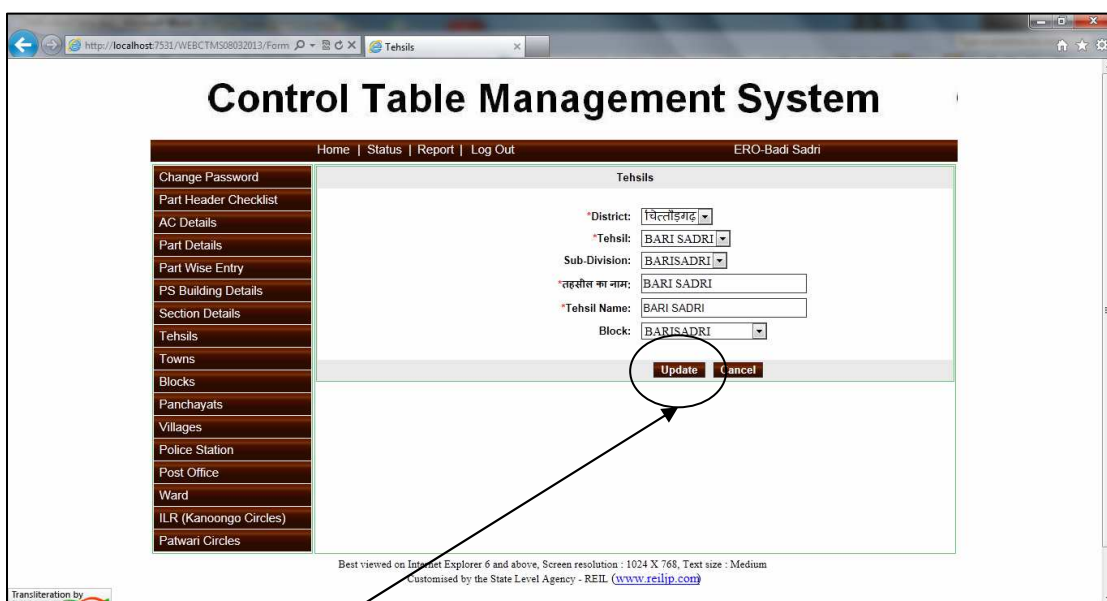 http://localhost:7531/WEBCTMS08032013/Form
Tehsils
Control Table Management System
Home | Status | Report | Log Out
ERO-Badi Sadri
Change Password
Part Header Checklist
AC Details
Part Details
Part Wise Entry
PS Building Details
Section Details
Tehsils
Towns
Blocks
Panchayats
Villages
Police Station
Post Office
Ward
ILR (Kanoongo Circles)
Patwari Circles
Tehsils
*District: चित्तौड़गढ़
*Tehsil: BARI SADRI
Sub-Division: BARISADRI
*तहसील का नाम: BARI SADRI
*Tehsil Name: BARI SADRI
Block: BARISADRI
Update Cancel
Best viewed on Internet Explorer 6 and above, Screen resolution : 1024 X 768, Text size : Medium
Customised by the State Level Agency - REIL (www.reiljp.com)
Transliteration by